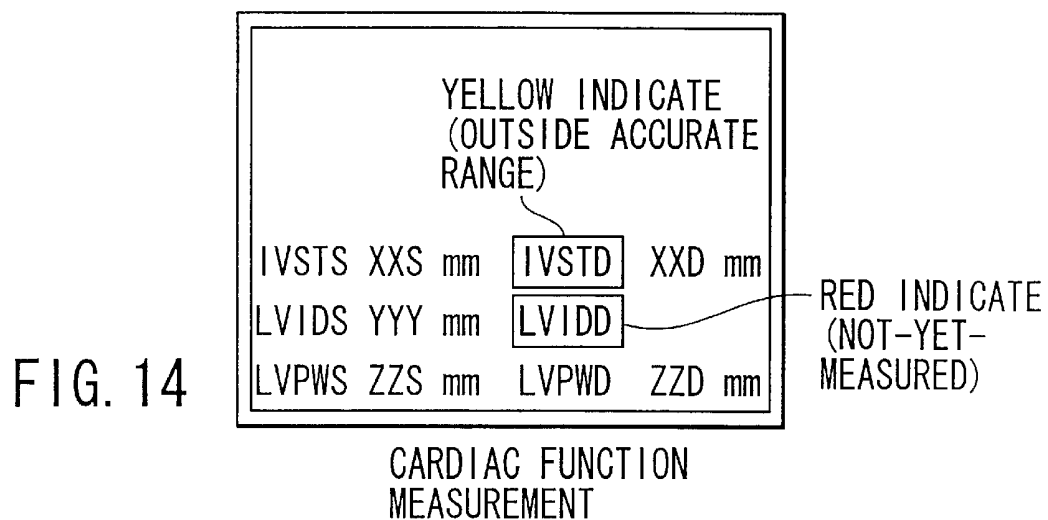 YELLOW INDICATE
(OUTSIDE ACCURATE
RANGE)
IVSTS XXS mm IVSTD XXD mm
LVIDS YYY mm LVIDD
RED INDICATE
(NOT-YET-
MEASURED)
LVPWS ZZS mm LVPWD ZZD mm
FIG. 14
CARDIAC FUNCTION
MEASUREMENT